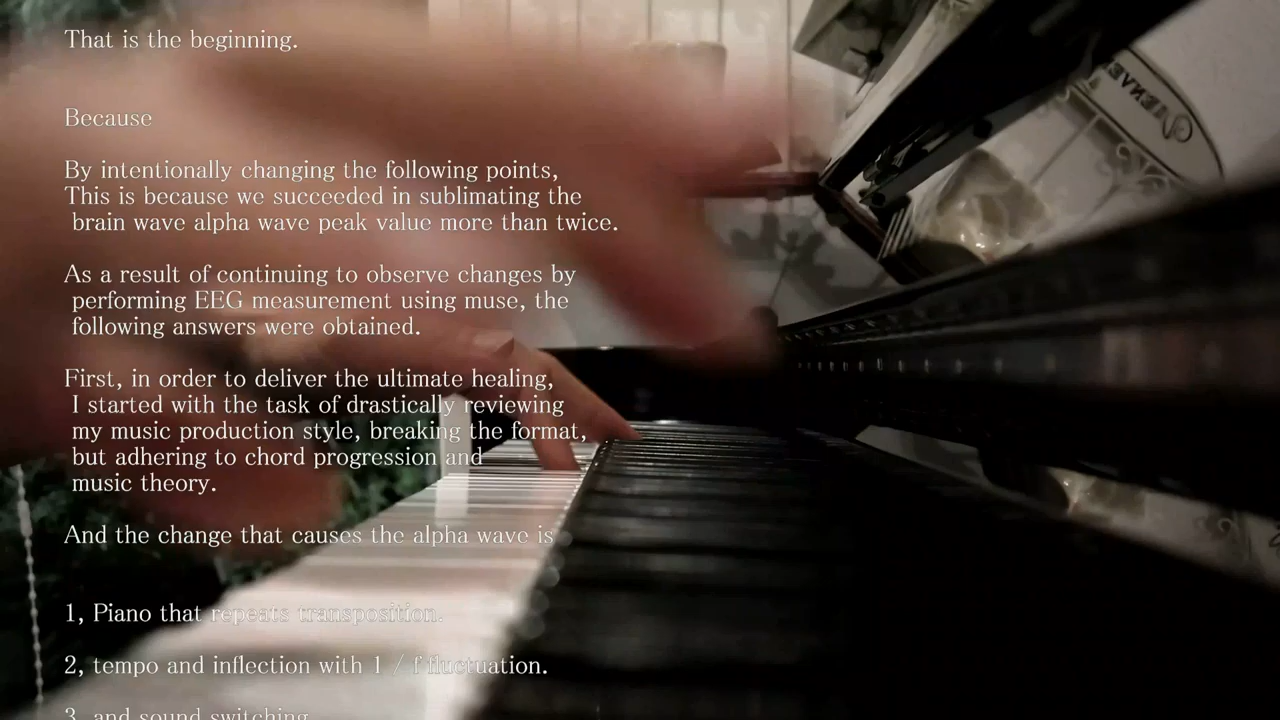 That is the beginning.
Because
By intentionally changing the following points,
This is because we succeeded in sublimating the
brain wave alpha wave peak value more than twice.
As a result of continuing to observe changes by
performing EEG measurement using muse, the
following answers were obtained.
First, in order to deliver the ultimate healing,
I started with the task of drastically reviewing
my music production style, breaking the format,
but adhering to chord progression and
music theory.
And the change that causes the alpha wave is
1, Piano that repeats transposition.
2, tempo and inflection with 1 / f fluctuation.
3, and sound switching